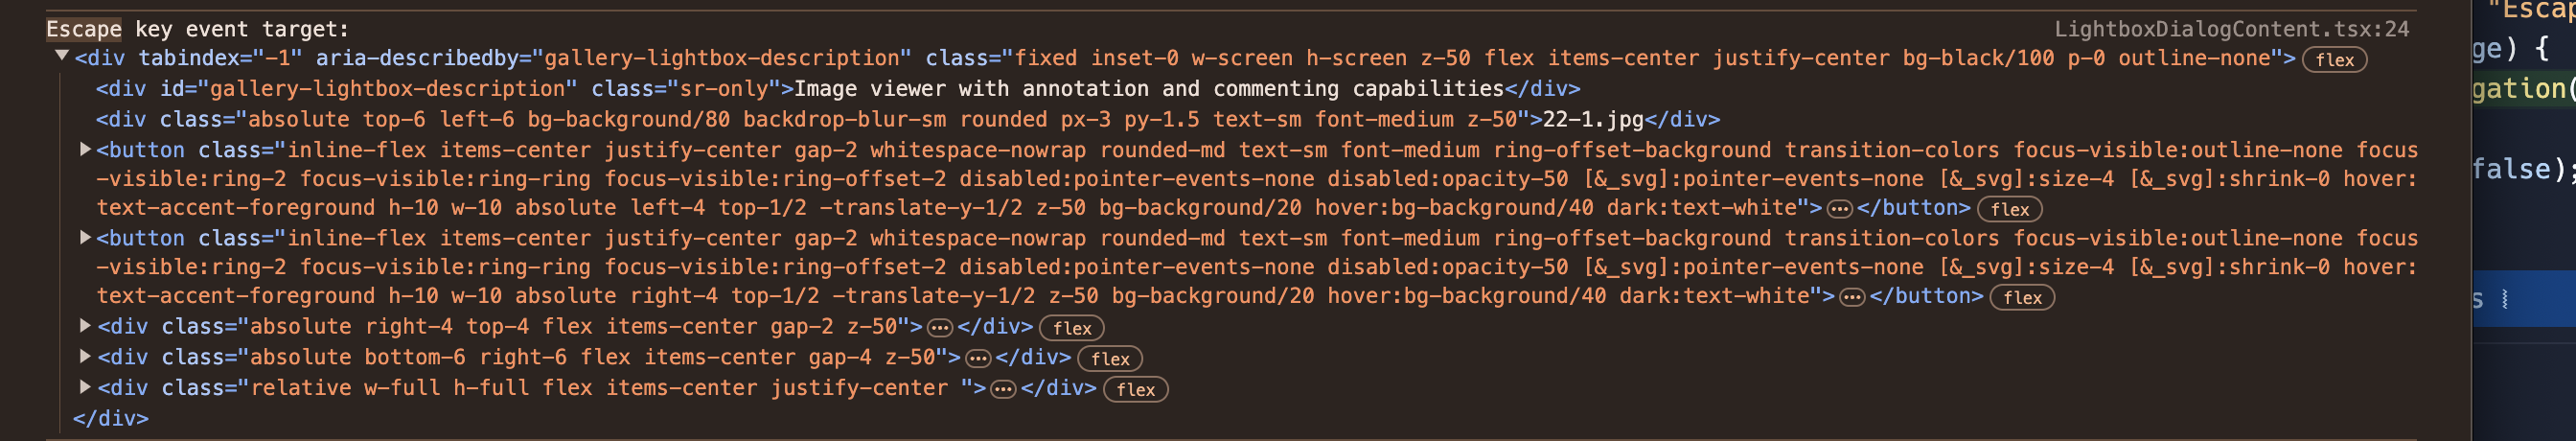 Escape key event target: LightboxDialogContent.tsx:24
▼<div tabindex="-1" aria-describedby="gallery-lightbox-description" class="fixed inset-0 w-screen h-screen z-50 flex items-center justify-center bg-black/100 p-0 outline-none"> flex
<div id="gallery-lightbox-description" class="sr-only">Image viewer with annotation and commenting capabilities</div>
<div class="absolute top-6 left-6 bg-background/80 backdrop-blur-sm rounded px-3 py-1.5 text-sm font-medium z-50">22-1.jpg</div>
▶<button class="inline-flex items-center justify-center gap-2 whitespace-nowrap rounded-md text-sm font-medium ring-offset-background transition-colors focus-visible:outline-none focus
-visible:ring-2 focus-visible:ring-ring focus-visible:ring-offset-2 disabled:pointer-events-none disabled:opacity-50 [&_svg]:pointer-events-none [&_svg]:size-4 [&_svg]:shrink-0 hover:
text-accent-foreground h-10 w-10 absolute left-4 top-1/2 -translate-y-1/2 z-50 bg-background/20 hover:bg-background/40 dark:text-white">…</button> flex
▶<button class="inline-flex items-center justify-center gap-2 whitespace-nowrap rounded-md text-sm font-medium ring-offset-background transition-colors focus-visible:outline-none focus
-visible:ring-2 focus-visible:ring-ring focus-visible:ring-offset-2 disabled:pointer-events-none disabled:opacity-50 [&_svg]:pointer-events-none [&_svg]:size-4 [&_svg]:shrink-0 hover:
text-accent-foreground h-10 w-10 absolute right-4 top-1/2 -translate-y-1/2 z-50 bg-background/20 hover:bg-background/40 dark:text-white">…</button> flex
▶<div class="absolute right-4 top-4 flex items-center gap-2 z-50">…</div> flex
▶<div class="absolute bottom-6 right-6 flex items-center gap-4 z-50">…</div> flex
▶<div class="relative w-full h-full flex items-center justify-center ">…</div> flex
</div>
"Escap
ge) {
gation(
false);
s {